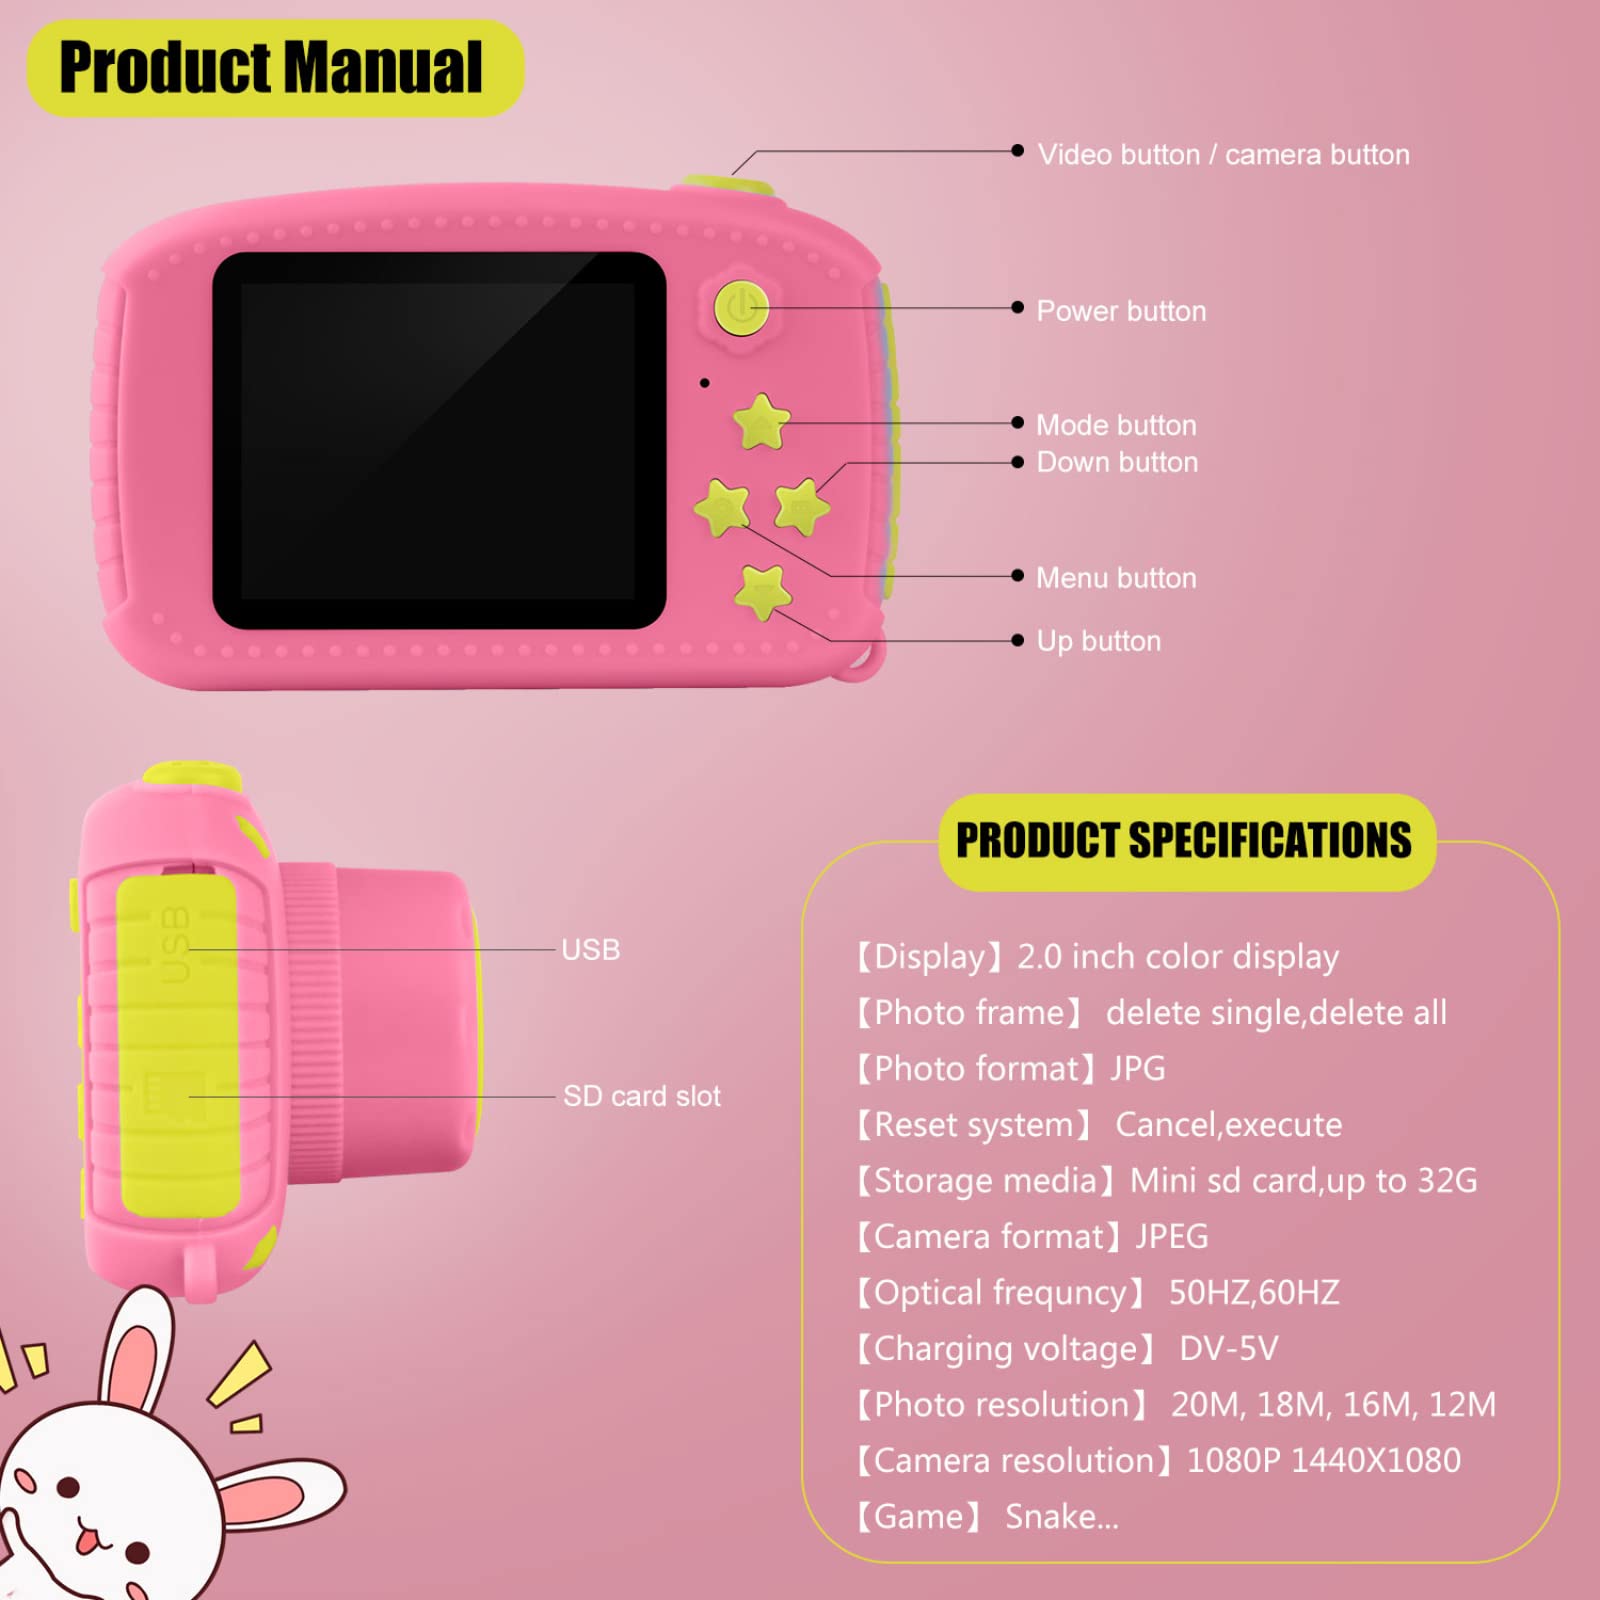 Product Manual
Video button / camera button
Power button
Mode button
Down button
Menu button
Up button
USB
USB
SD card slot
PRODUCT SPECIFICATIONS
【Display】2.0 inch color display
【Photo frame】 delete single,delete all
【Photo format】JPG
【Reset system】 Cancel,execute
【Storage media】Mini sd card,up to 32G
【Camera format】JPEG
【Optical frequncy】 50HZ,60HZ
【Charging voltage】 DV-5V
【Photo resolution】 20M, 18M, 16M, 12M
【Camera resolution】1080P 1440X1080
【Game】 Snake...